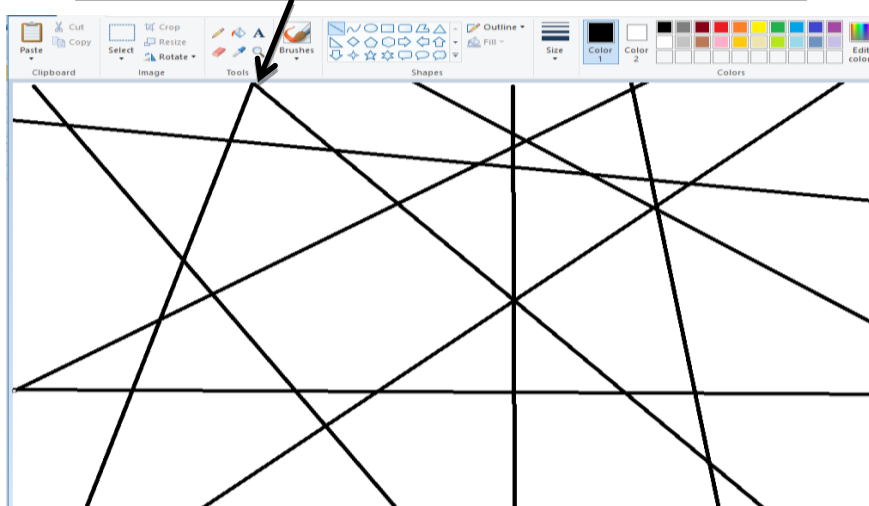 Cut
Crop
Outline
Copy
Resize
Fill
Paste
Select
Rotate
A
Brushes
Size
Color
1
Color
2
Edit
color
Clipboard
Image
Tools
Shapes
Colors